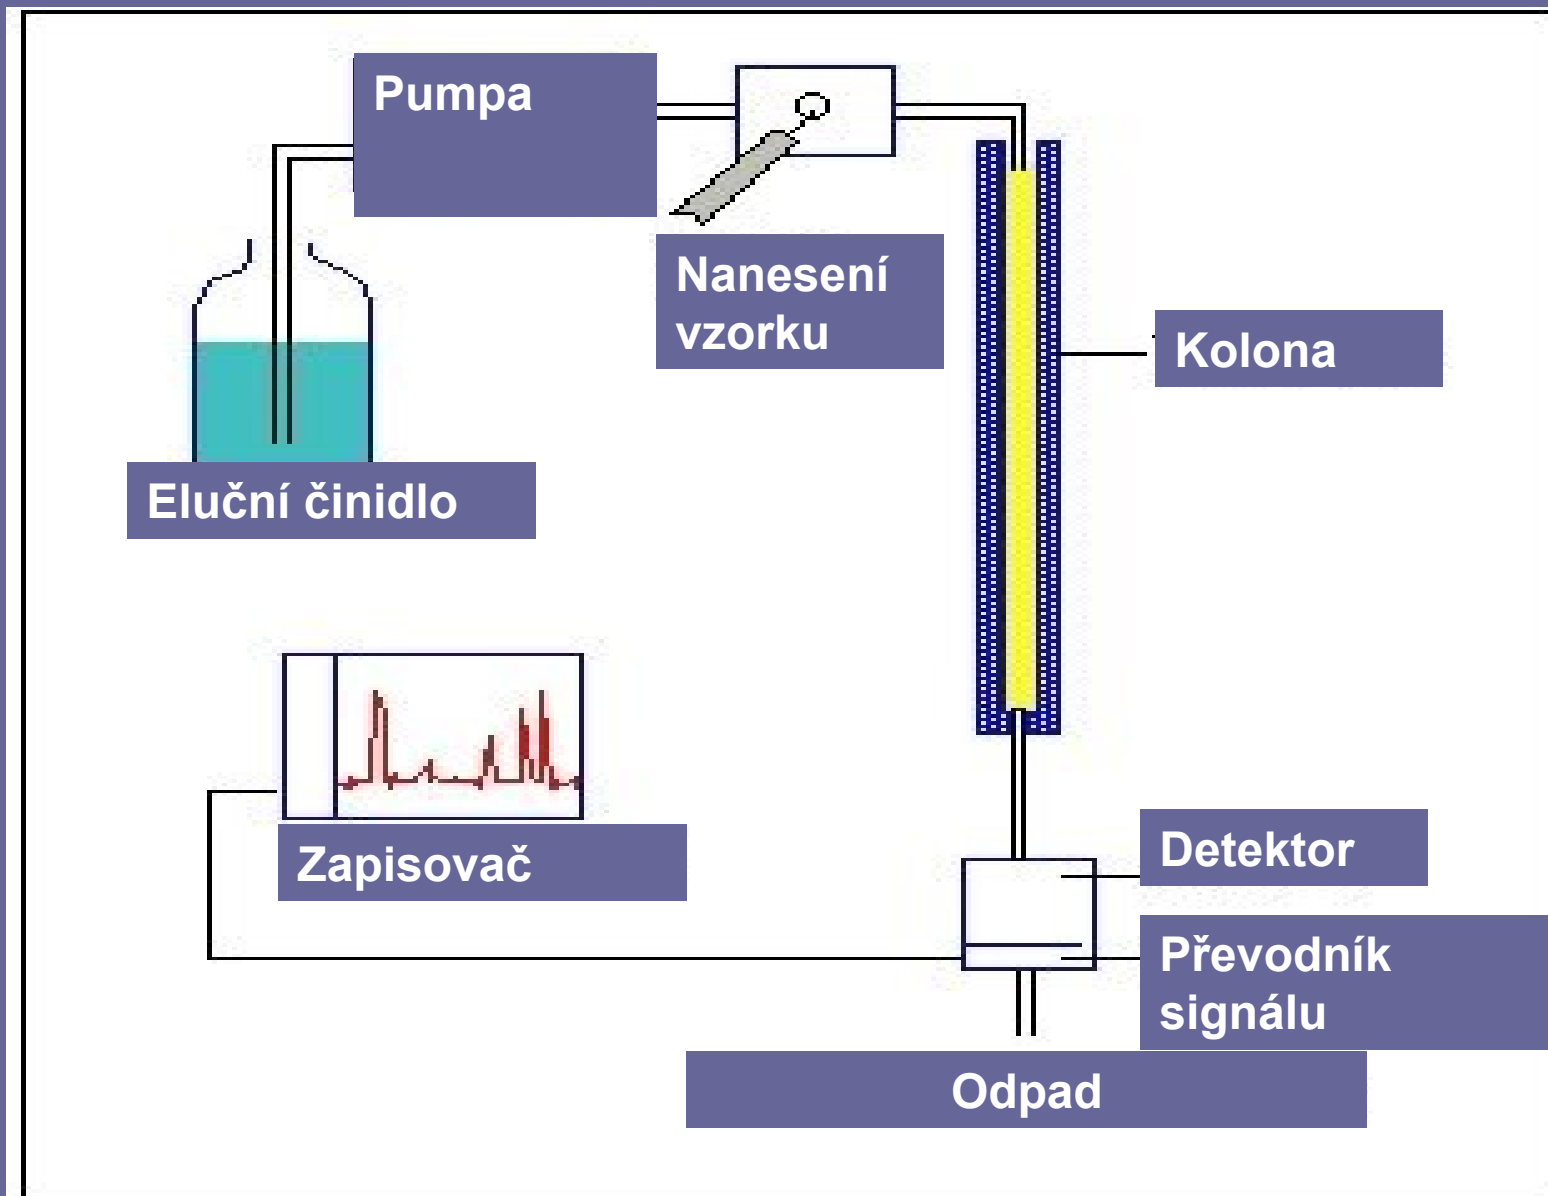 Pumpa
Nanesení
vzorku
Kolona
Eluční činidlo
Zapisovač
Detektor
Převodník
signálu
Odpad